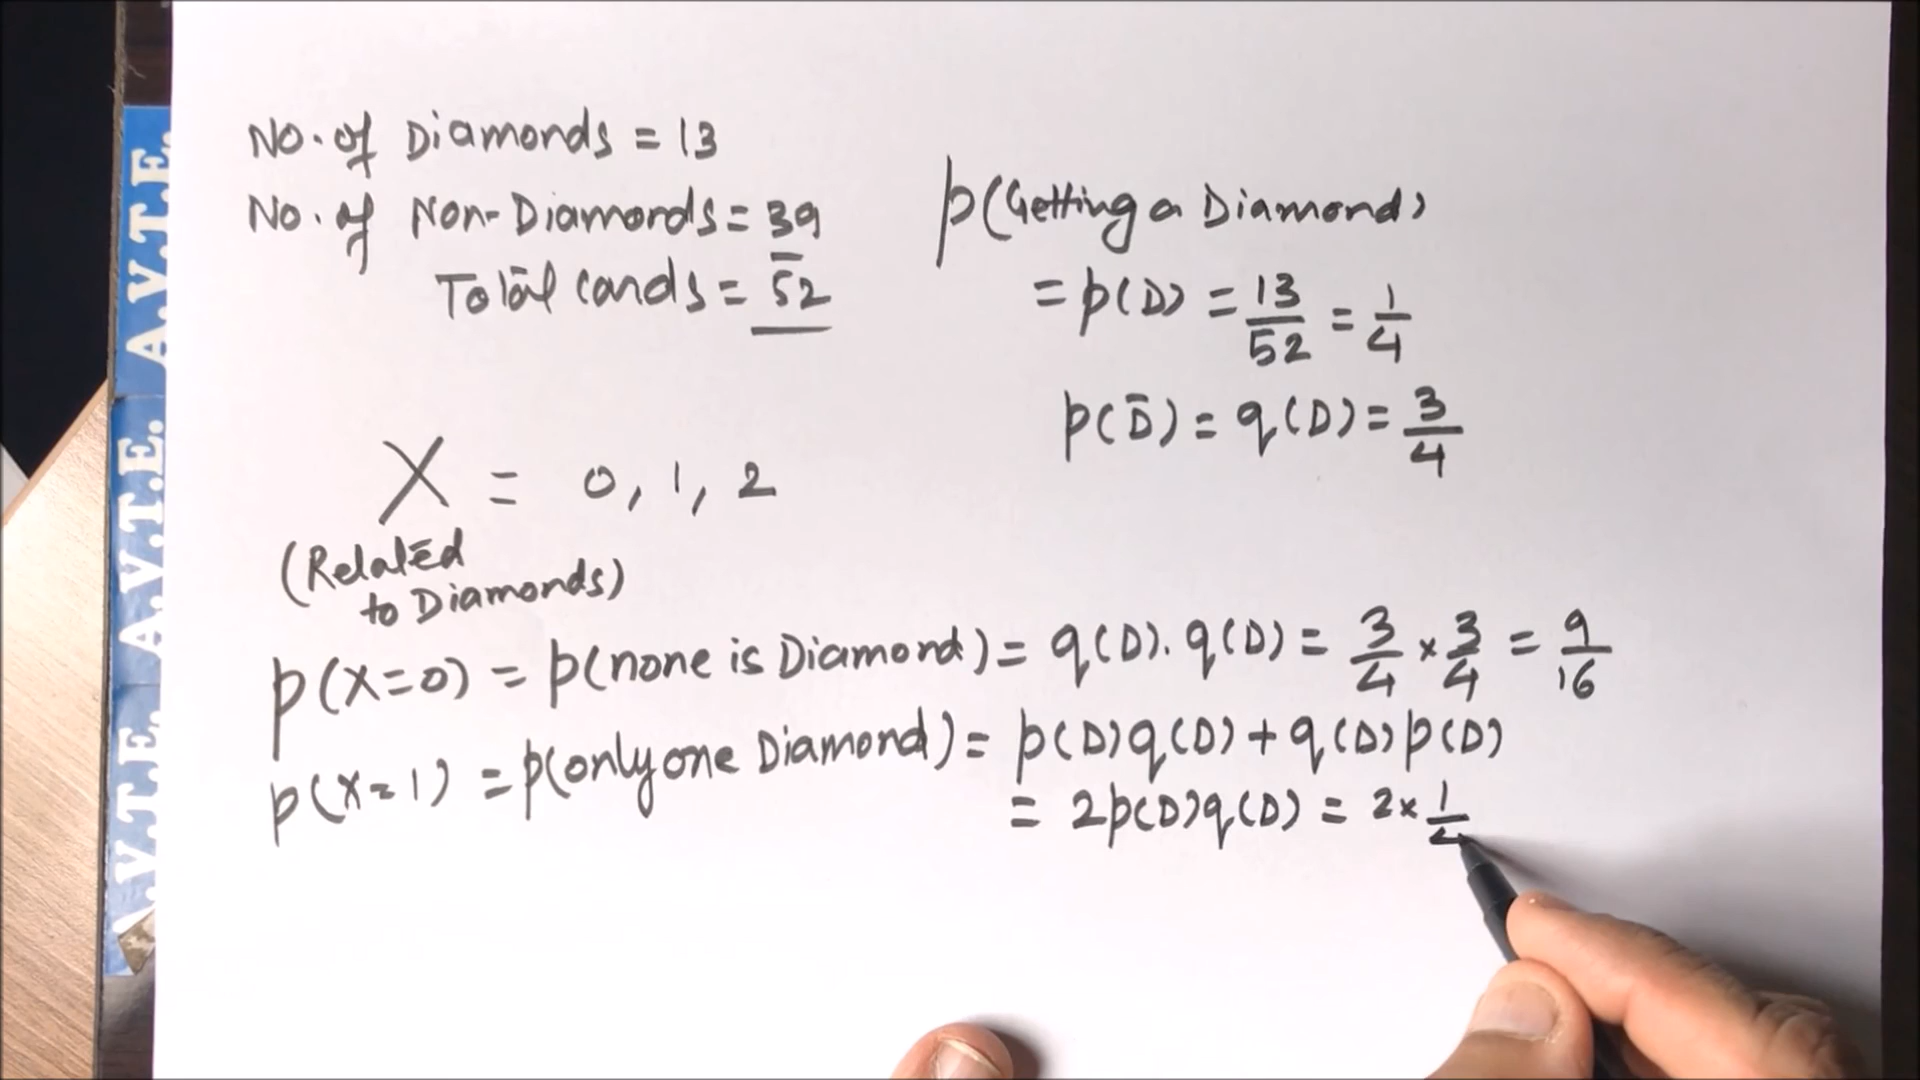 No. of Diamonds = 13
No. of Non-Diamonds = 39
Total cards = 52
p(Getting a Diamond)
= p(D) = 13/52 = 1/4
p(D̄) = q(D) = 3/4
X = 0, 1, 2
(Related
to Diamonds)
p(X=0) = p(none is Diamond) = q(D).q(D) = 3/4 × 3/4 = 9/16
p(X=1) = p(only one Diamond) = p(D)q(D) + q(D)p(D)
= 2p(D)q(D) = 2 × 1/4
A.V.T.E. A.V.T.E. A.V.T.E. A.V.T.E.